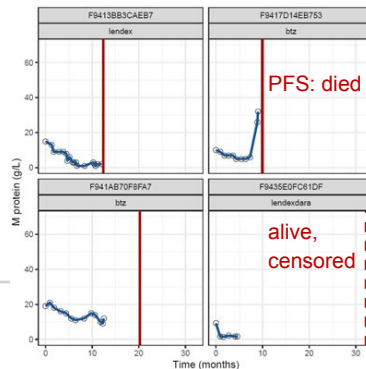 F9413BB3CAEB7
F9417D14EB753
lendex
btz
60
40
20
0
PFS: died
F941AB70F8FA7
F9435E0FC61DF
btz
lendexdara
60
40
20
0
alive,
censored
0
10
20
30
0
10
20
30
M protein (g/L)
Time (months)